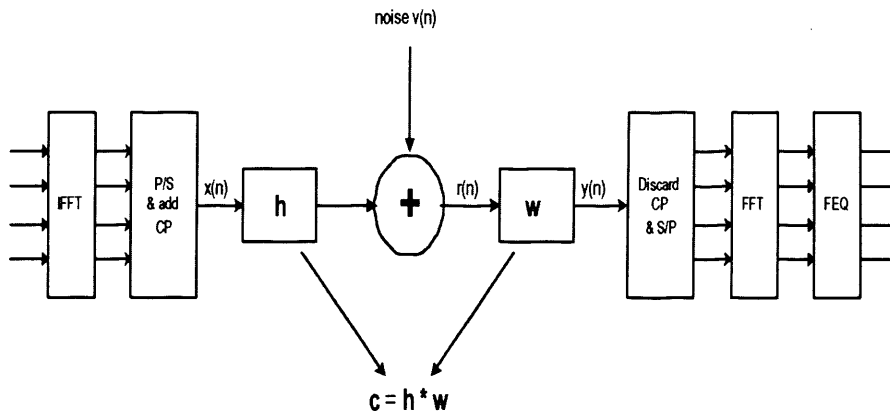 noise v(n)
IFFT
P/S
& add
CP
x(n)
h
+
r(n)
w
y(n)
Discard
CP
& S/P
FFT
FEQ
c = h * w